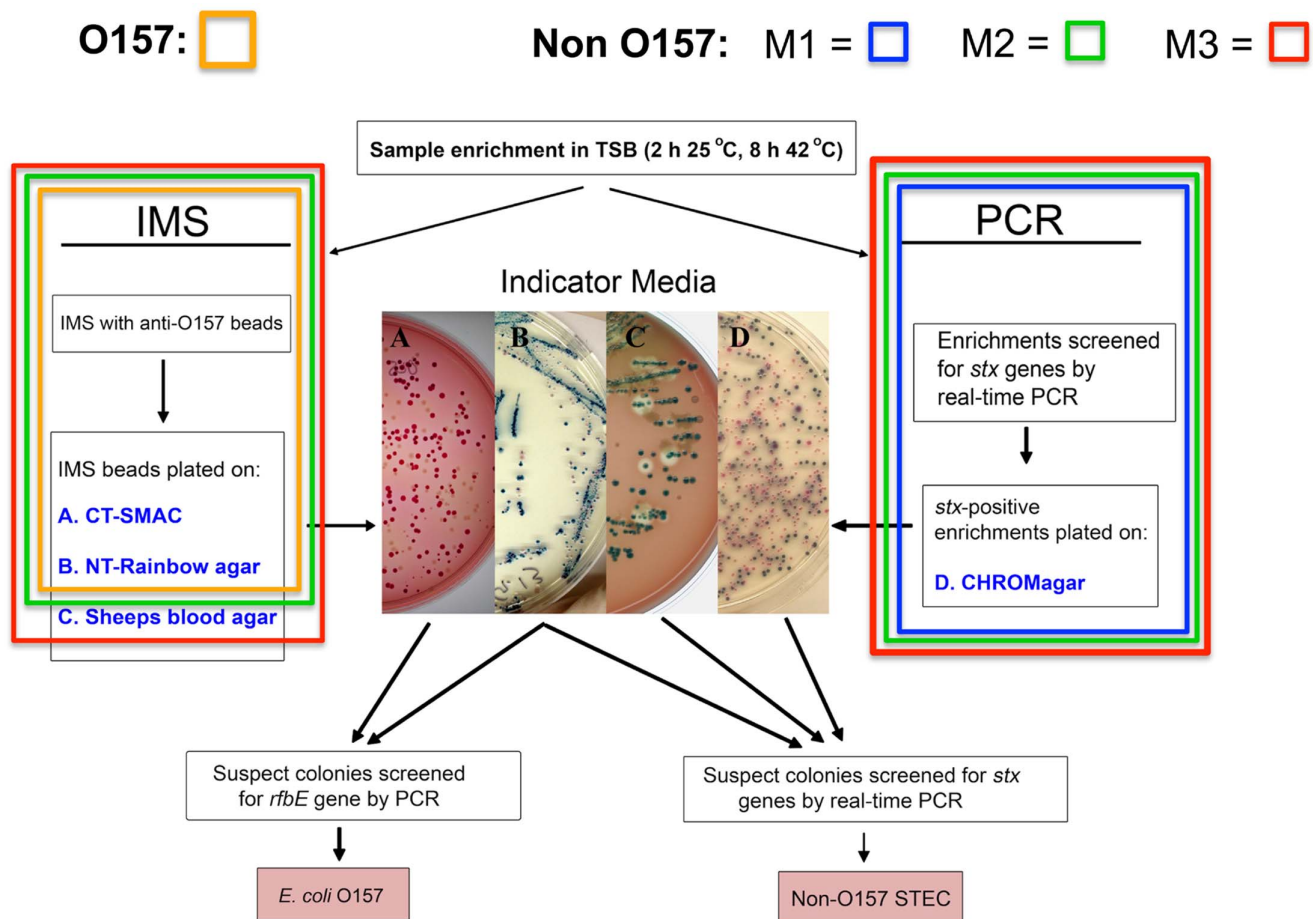 O157:
Non O157: M1 = M2 = M3 =
Sample enrichment in TSB (2 h 25 °C, 8 h 42 °C)
IMS
IMS with anti-O157 beads
IMS beads plated on:
A. CT-SMAC
B. NT-Rainbow agar
C. Sheeps blood agar
Indicator Media
A B C D
PCR
Enrichments screened
for stx genes by
real-time PCR
stx-positive
enrichments plated on:
D. CHROMagar
Suspect colonies screened
for rfbE gene by PCR
E. coli O157
Suspect colonies screened for stx
genes by real-time PCR
Non-O157 STEC